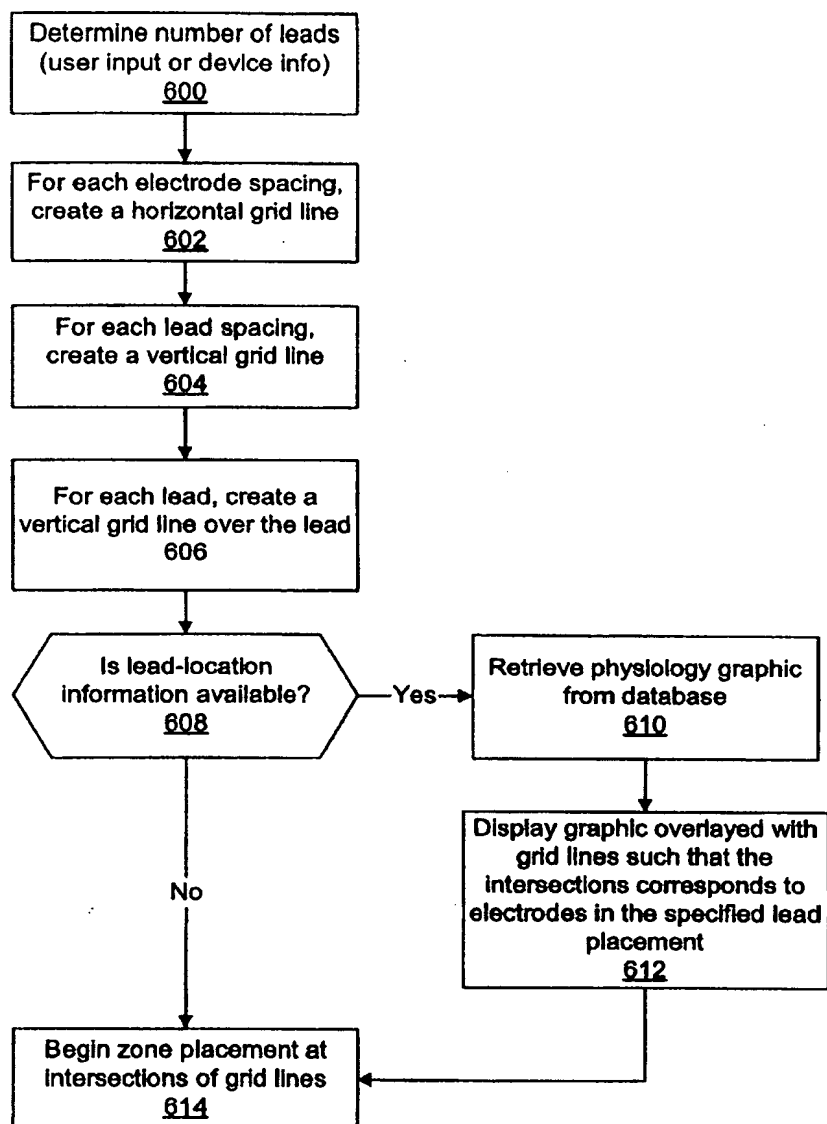 Determine number of leads
(user input or device info)
600
For each electrode spacing,
create a horizontal grid line
602
For each lead spacing,
create a vertical grid line
604
For each lead, create a
vertical grid line over the lead
606
Is lead-location
information available?
608
Yes
Retrieve physiology graphic
from database
610
Display graphic overlayed with
grid lines such that the
intersections corresponds to
electrodes in the specified lead
placement
612
No
Begin zone placement at
intersections of grid lines
614